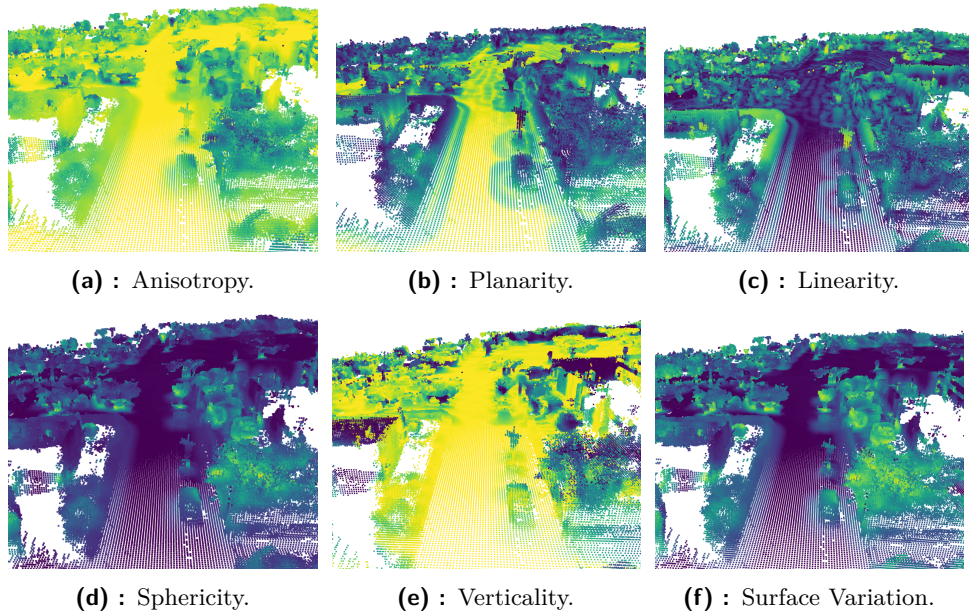 (a) : Anisotropy.
(b) : Planarity.
(c) : Linearity.
(d) : Sphericity.
(e) : Verticality.
(f) : Surface Variation.